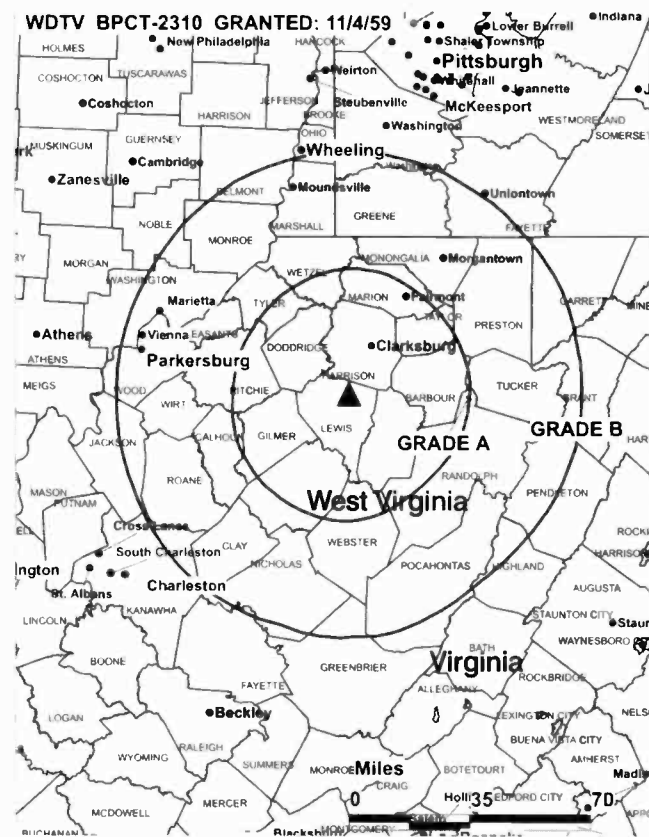 WDTV BPCT-2310 GRANTED: 11/4/59
Indiana
HOLMES
New Philadelphia
HANCOCK
Lower Burrell
Shaler Township
Pittsburgh
TUSCARAWAS
COSHOCTON
Weirton
Whitehall
Jeannette
Coshocton
JEFFERSON
Steubenville
McKeesport
HARRISON
BROOKE
WESTMORELAND
Washington
SOMERSET
OHIO
MUSKINGUM
GUERNSEY
Cambridge
Wheeling
Zanesville
BELMONT
Moundsville
Uniontown
NOBLE
MARSHALL
GREENE
FAYETTE
MONROE
MORGAN
WETZEL
MONONGALIA
Morgantown
WASHINGTON
Marietta
TYLER
MARION
Fairmont
GARRETT
TAYLOR
PRESTON
Athens
Vienna
Clarksburg
DODDRIDGE
Parkersburg
ATHENS
MEIGS
HARRISON
WOOD
RITCHIE
BARBOUR
TUCKER
GRANT
WIRT
LEWIS
GILMER
GRADE A
GRADE B
JACKSON
CALHOUN
RANDOLPH
ROANE
MASON
PUTNAM
West Virginia
PENDLETON
Cross Lanes
CLAY
WEBSTER
South Charleston
NICHOLAS
POCAHONTAS
HIGHLAND
Charleston
AUGUSTA
St. Albans
KANAWHA
LINCOLN
STAUNTON CITY
WAYNESBORO
BATH
BOONE
GREENBRIER
Virginia
FAYETTE
ROCKBRIDGE
ALLEGHANY
LOGAN
Beckley
LEXINGTON CITY
BUENA VISTA CITY
RALEIGH
WYOMING
SUMMERS
MONROE
Miles
BOTETOURT
AMHERST
CRAIG
MERCER
0 35 70
MCDOWELL
BUCHANAN
MONTGOMERY